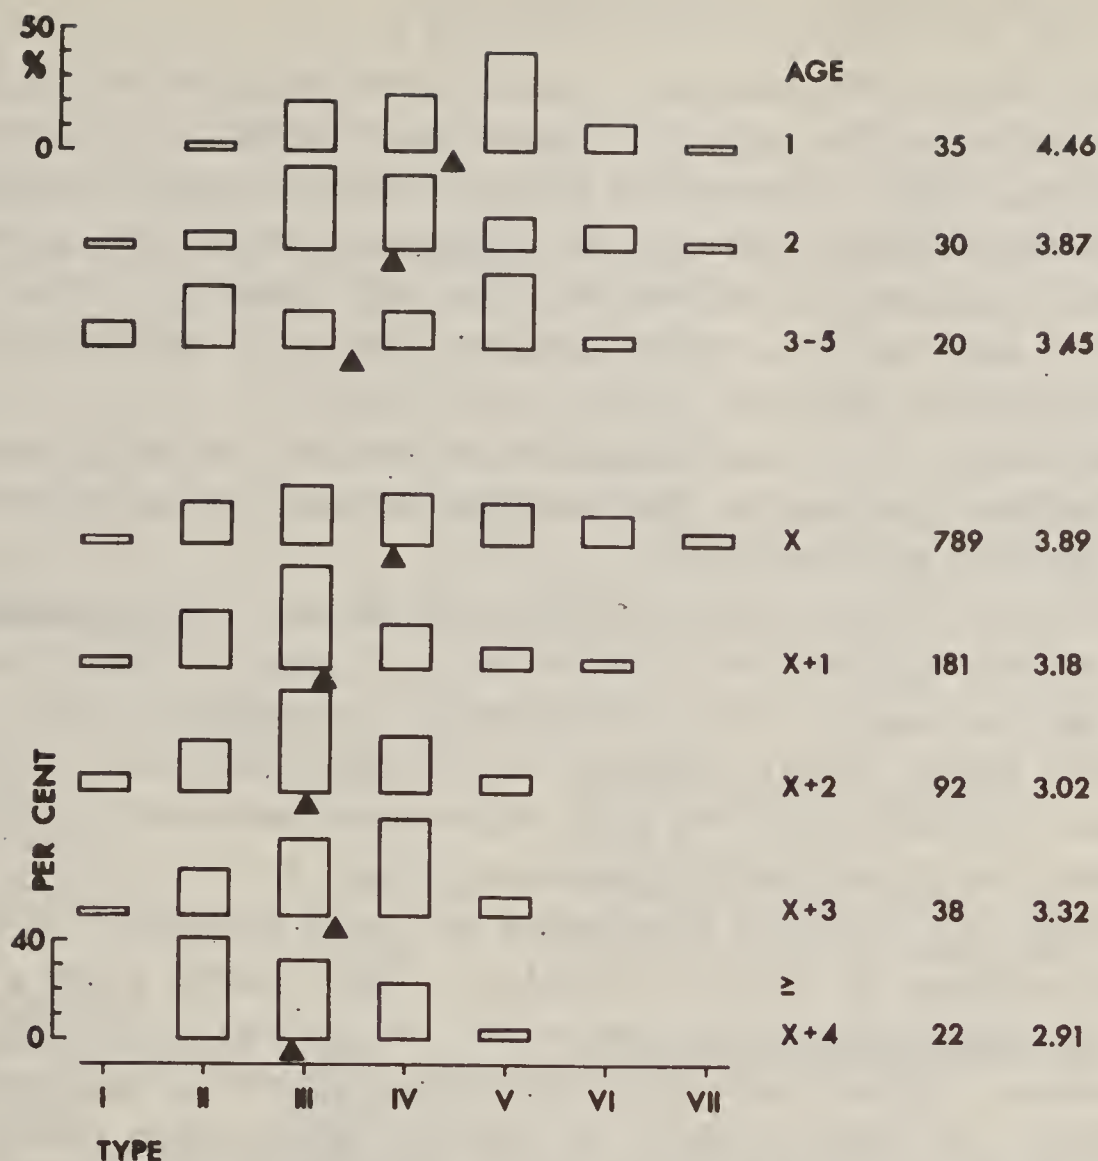 50
%
AGE
0
1 35 4.46
2 30 3.87
3-5 20 3.45
X 789 3.89
X+1 181 3.18
X+2 92 3.02
PER CENT
X+3 38 3.32
40
≥
0
X+4 22 2.91
I II III IV V VI VII
TYPE